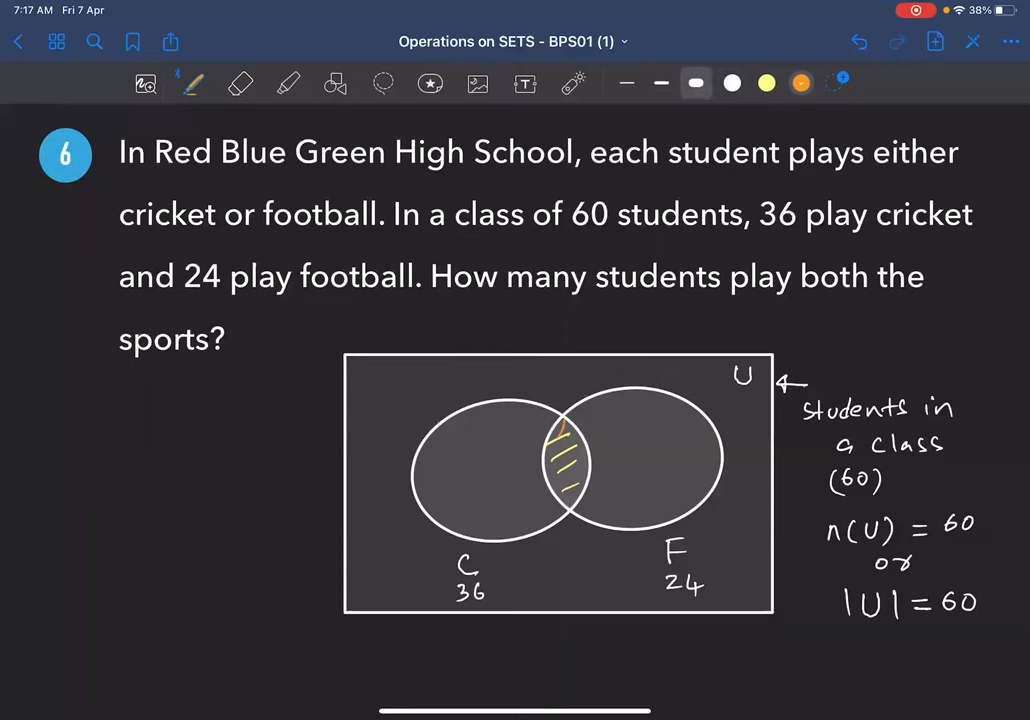 7:17 AM Fri 7 Apr
38%
Operations on SETS - BPS01 (1)
6
In Red Blue Green High School, each student plays either
cricket or football. In a class of 60 students, 36 play cricket
and 24 play football. How many students play both the
sports?
U
students in
a class
(60)
n(U) = 60
or
|U| = 60
C
36
F
24